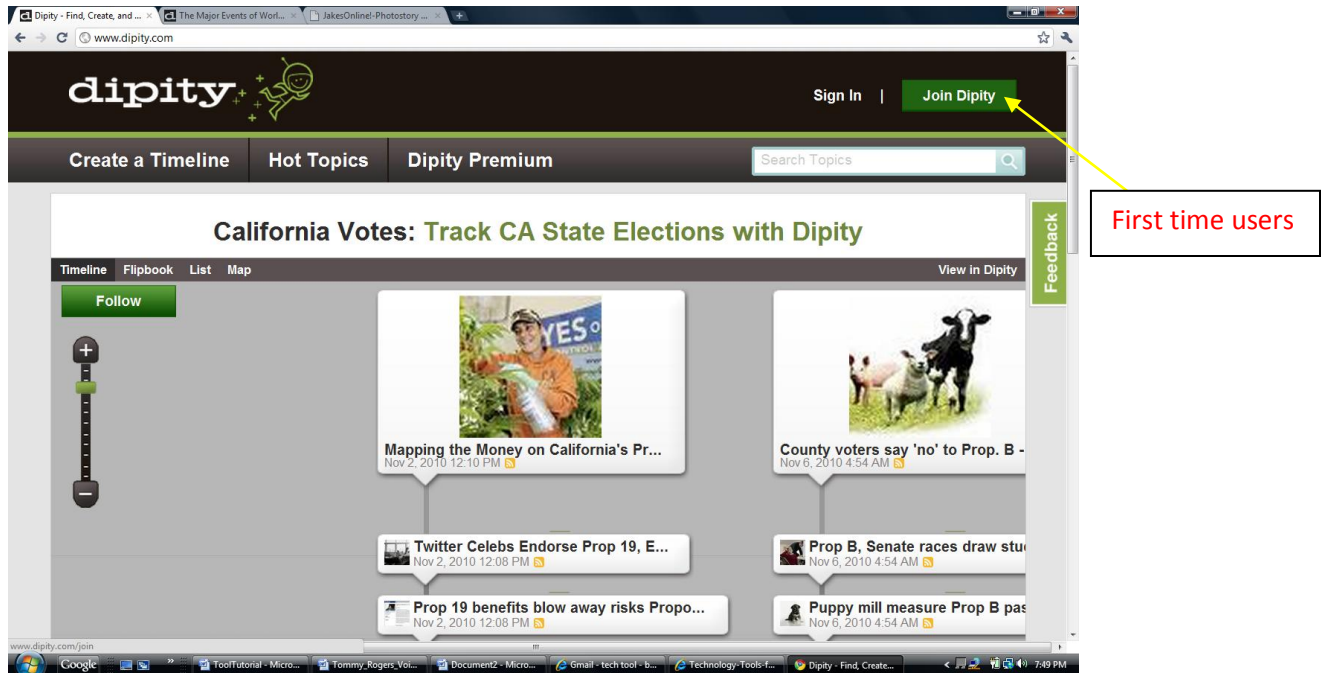 Dipity - Find, Create, and ...
The Major Events of Worl...
JakesOnline!-Photostory ...
www.dipity.com
dipity
Sign In | Join Dipity
Create a Timeline Hot Topics Dipity Premium Search Topics
First time users
Feedback
California Votes: Track CA State Elections with Dipity
Timeline Flipbook List Map View in Dipity
Follow
YES
Mapping the Money on California's Pr...
Nov 2, 2010 12:10 PM
County voters say 'no' to Prop. B -
Nov 6, 2010 4:54 AM
Twitter Celebs Endorse Prop 19, E...
Nov 2, 2010 12:08 PM
Prop B, Senate races draw stu
Nov 6, 2010 4:54 AM
Prop 19 benefits blow away risks Propo...
Nov 2, 2010 12:08 PM
Puppy mill measure Prop B pas
Nov 6, 2010 4:54 AM
www.dipity.com/join
Google » ToolTutorial - Micro... Tommy_Rogers_Voi... Document2 - Micro... Gmail - tech tool - b... Technology-Tools-f... Dipity - Find, Create... 7:49 PM